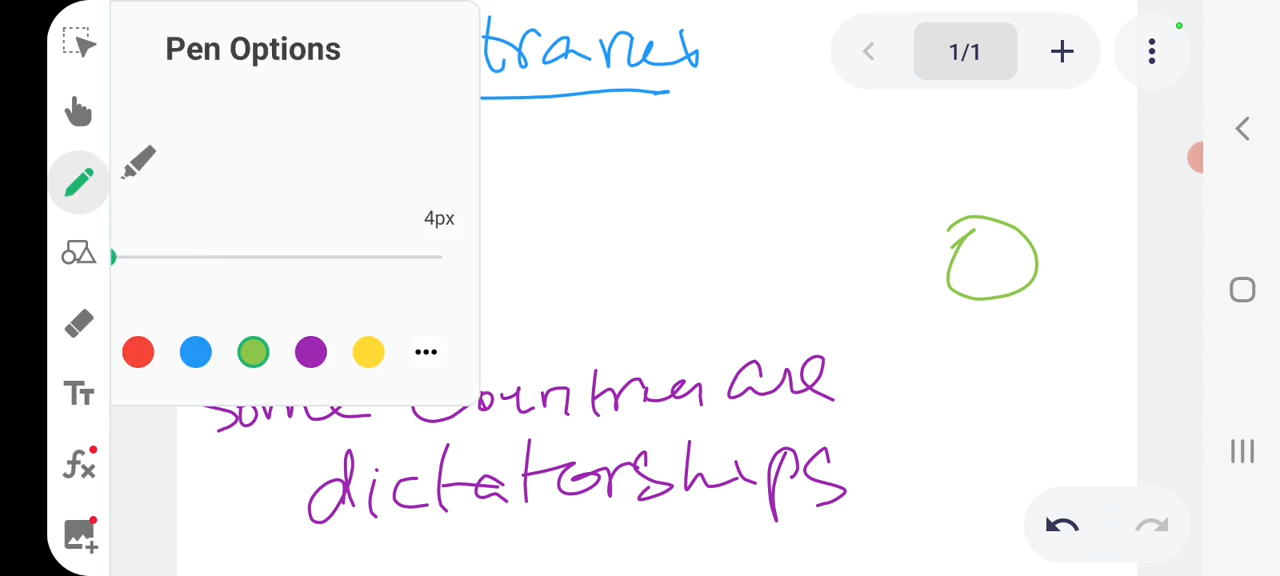 Pen Options
1/1
4px
some Countries are
dictatorships